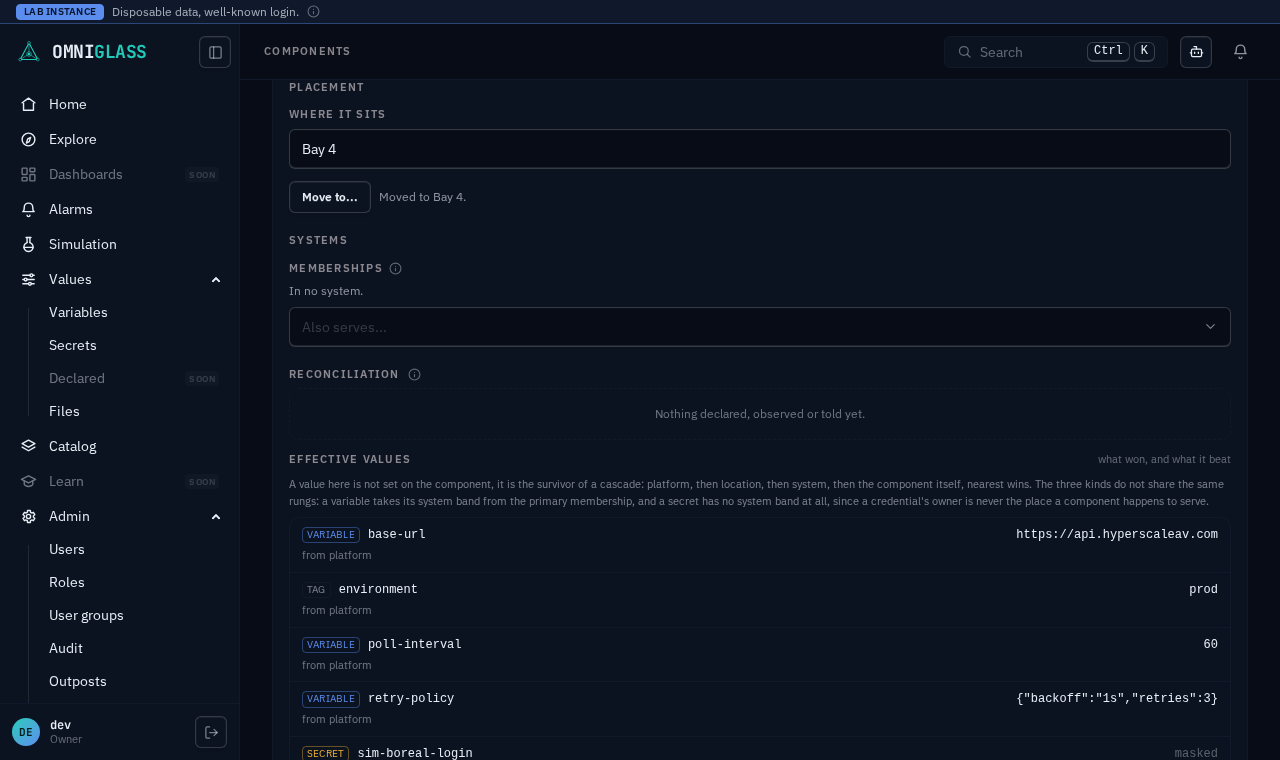 LAB INSTANCE Disposable data, well-known login.
OMNIGLASS
COMPONENTS
Search Ctrl K
Home
Explore
Dashboards SOON
Alarms
Simulation
Values
Variables
Secrets
Declared SOON
Files
Catalog
Learn SOON
Admin
Users
Roles
User groups
Audit
Outposts
DE dev
Owner
PLACEMENT
WHERE IT SITS
Bay 4
Move to... Moved to Bay 4.
SYSTEMS
MEMBERSHIPS
In no system.
Also serves...
RECONCILIATION
Nothing declared, observed or told yet.
EFFECTIVE VALUES what won, and what it beat
A value here is not set on the component, it is the survivor of a cascade: platform, then location, then system, then the component itself, nearest wins. The three kinds do not share the same
rungs: a variable takes its system band from the primary membership, and a secret has no system band at all, since a credential's owner is never the place a component happens to serve.
VARIABLE base-url https://api.hyperscaleav.com
from platform
TAG environment prod
from platform
VARIABLE poll-interval 60
from platform
VARIABLE retry-policy {"backoff":"1s","retries":3}
from platform
SECRET sim-boreal-login masked